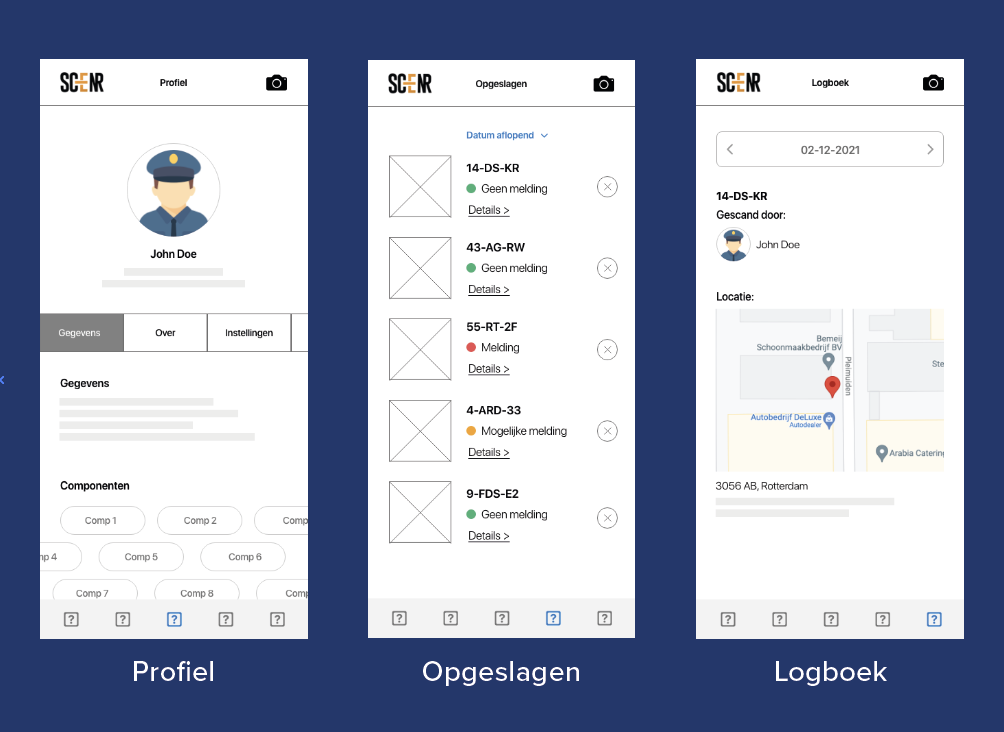 SCENR
Profiel
John Doe
Gegevens
Over
Instellingen
Gegevens
Componenten
Comp 1
Comp 2
Comp
np 4
Comp 5
Comp 6
Comp 7
Comp 8
Com
?
?
?
?
?
Profiel
SCENR
Opgeslagen
Datum aflopend
14-DS-KR
Geen melding
Details >
43-AG-RW
Geen melding
Details >
55-RT-2F
Melding
Details >
4-ARD-33
Mogelijke melding
Details >
9-FDS-E2
Geen melding
Details >
?
?
?
?
?
Opgeslagen
SCENR
Logboek
02-12-2021
14-DS-KR
Gescand door:
John Doe
Locatie:
Bemeij
Schoonmaakbedrijf BV
Pleimuiden
Ste
Autobedrijf DeLuxe
Autodealer
Arabia Catering
3056 AB, Rotterdam
?
?
?
?
?
Logboek